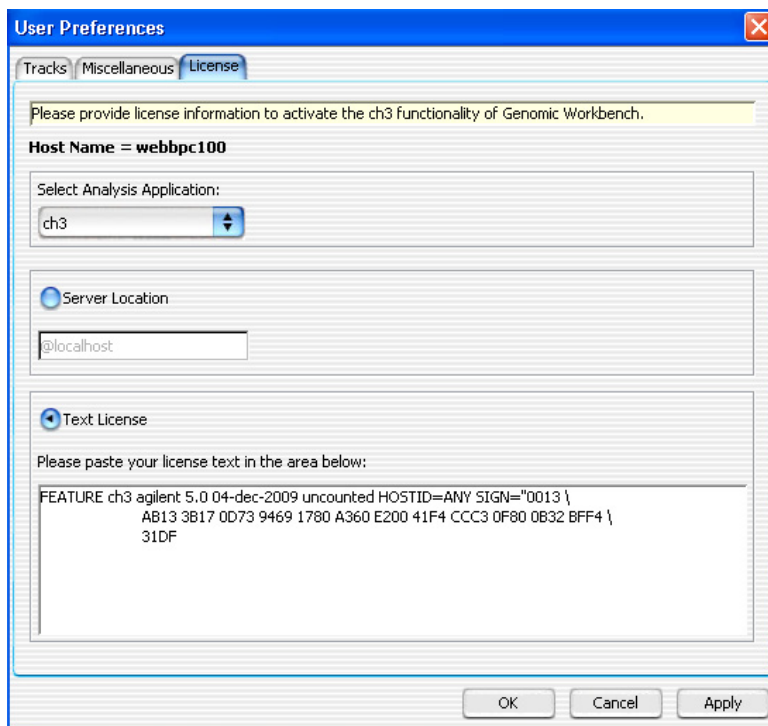 User Preferences
Tracks Miscellaneous License
Please provide license information to activate the ch3 functionality of Genomic Workbench.
Host Name = webbpc100
Select Analysis Application:
ch3
Server Location
@localhost
Text License
Please paste your license text in the area below:
FEATURE ch3 agilent 5.0 04-dec-2009 uncounted HOSTID=ANY SIGN="0013 \
AB13 3B17 0D73 9469 1780 A360 E200 41F4 CCC3 0F80 0B32 BFF4 \
31DF
OK Cancel Apply